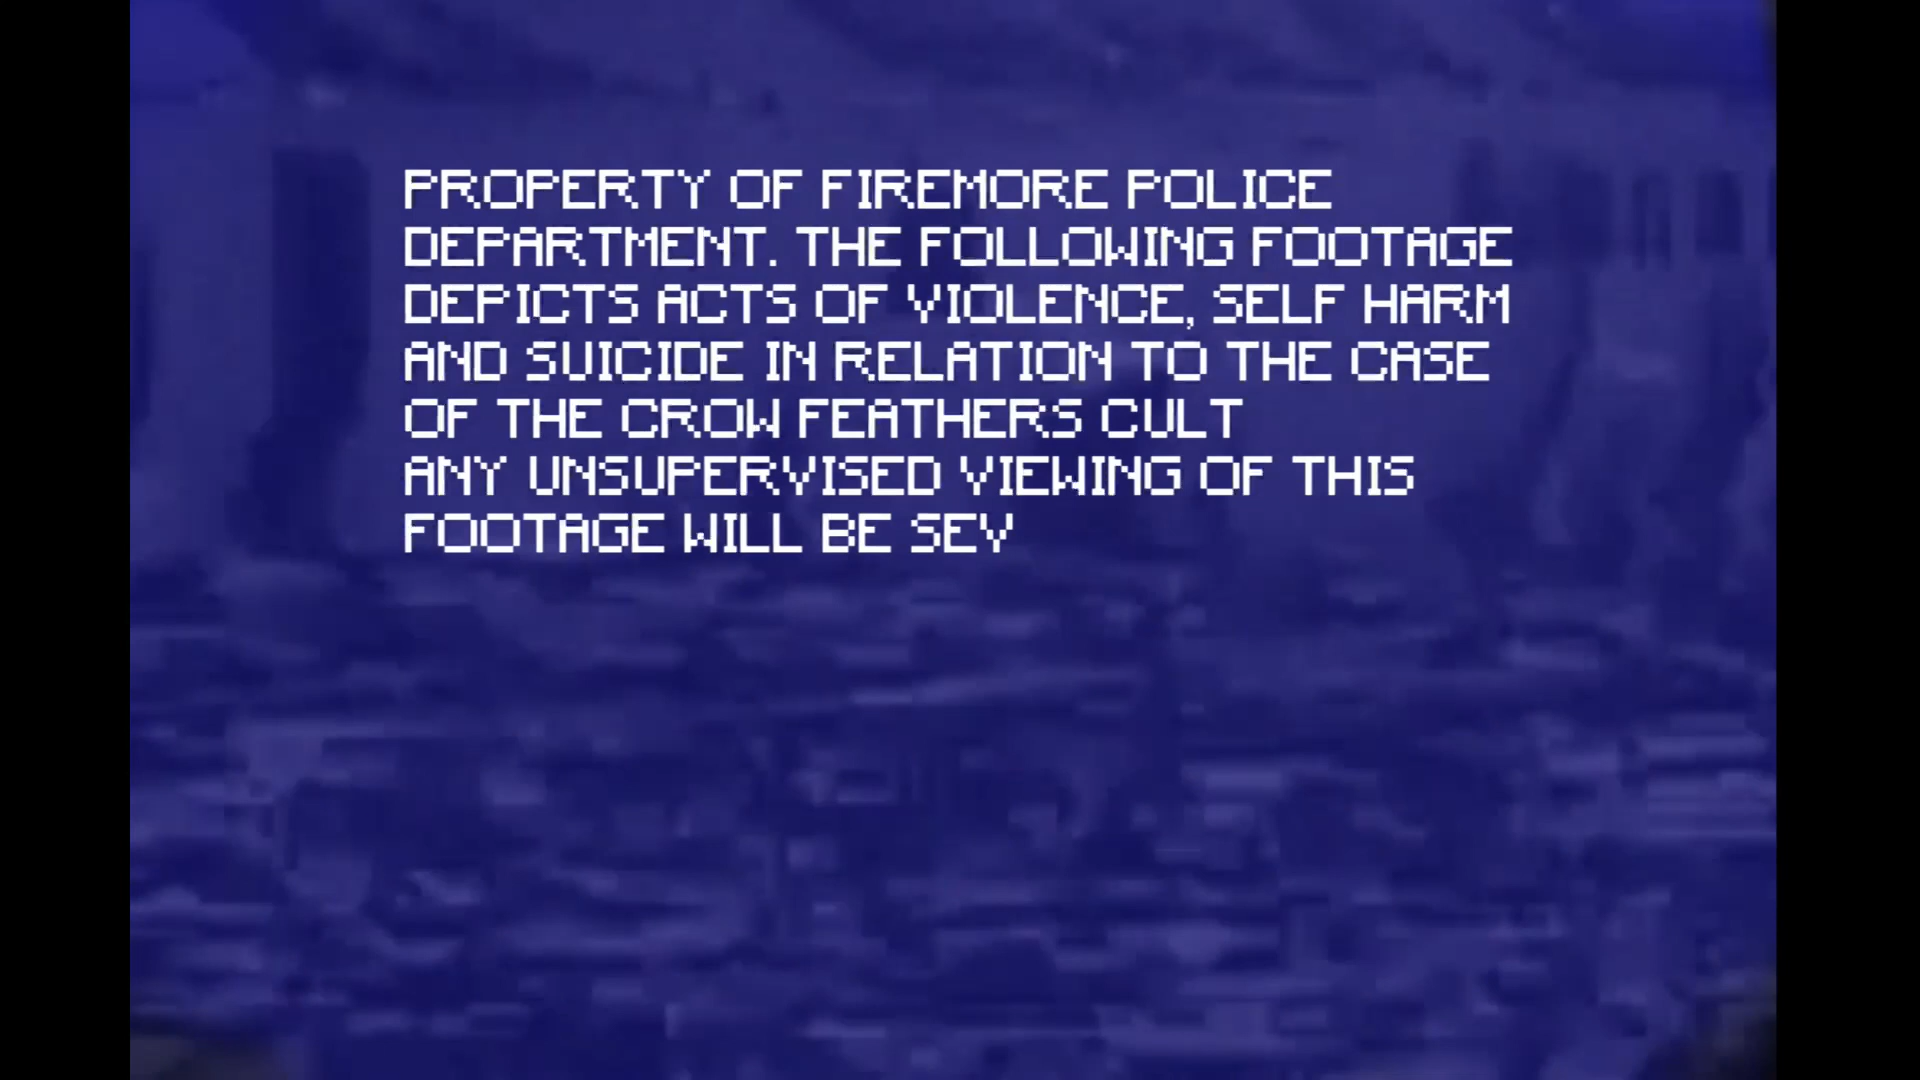 PROPERTY OF FIREMORE POLICE
DEPARTMENT. THE FOLLOWING FOOTAGE
DEPICTS ACTS OF VIOLENCE, SELF HARM
AND SUICIDE IN RELATION TO THE CASE
OF THE CROW FEATHERS CULT
ANY UNSUPERVISED VIEWING OF THIS
FOOTAGE WILL BE SEV